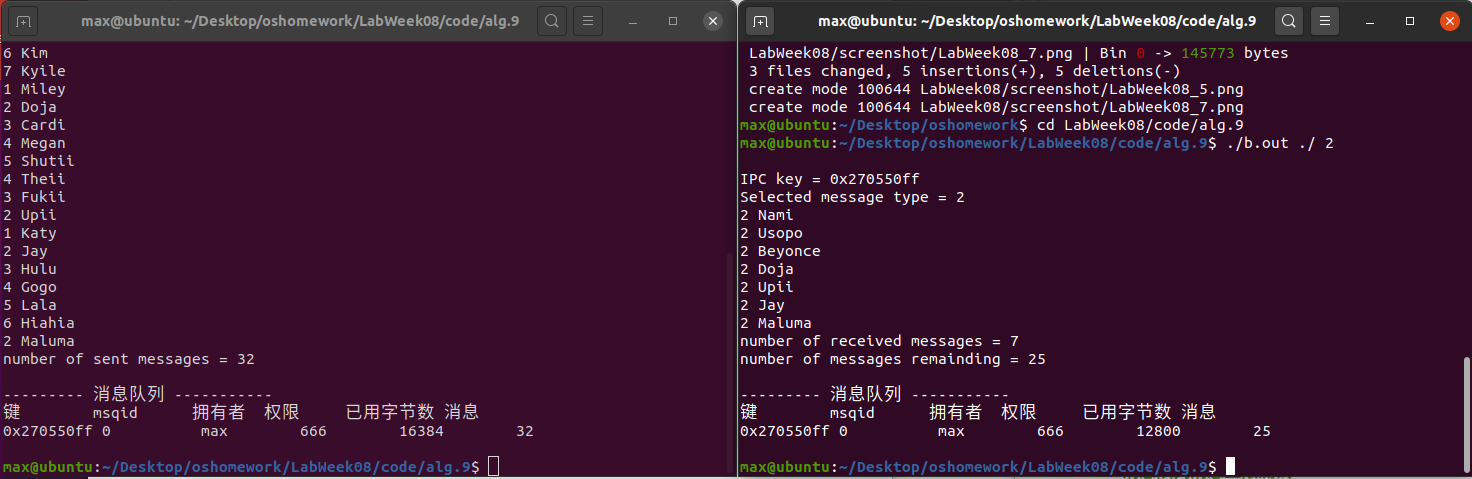 max@ubuntu: ~/Desktop/oshomework/LabWeek08/code/alg.9
6 Kim
7 Kyile
1 Miley
2 Doja
3 Cardi
4 Megan
5 Shutii
4 Theii
3 Fukii
2 Upii
1 Katy
2 Jay
3 Hulu
4 Gogo
5 Lala
6 Hiahia
2 Maluma
number of sent messages = 32
--------- 消息队列 -----------
键 msqid 拥有者 权限 已用字节数 消息
0x270550ff 0 max 666 16384 32
max@ubuntu:~/Desktop/oshomework/LabWeek08/code/alg.9$
max@ubuntu: ~/Desktop/oshomework/LabWeek08/code/alg.9
LabWeek08/screenshot/LabWeek08_7.png | Bin 0 -> 145773 bytes
3 files changed, 5 insertions(+), 5 deletions(-)
create mode 100644 LabWeek08/screenshot/LabWeek08_5.png
create mode 100644 LabWeek08/screenshot/LabWeek08_7.png
max@ubuntu:~/Desktop/oshomework$ cd LabWeek08/code/alg.9
max@ubuntu:~/Desktop/oshomework/LabWeek08/code/alg.9$ ./b.out ./ 2
IPC key = 0x270550ff
Selected message type = 2
2 Nami
2 Usopo
2 Beyonce
2 Doja
2 Upii
2 Jay
2 Maluma
number of received messages = 7
number of messages remainding = 25
--------- 消息队列 -----------
键 msqid 拥有者 权限 已用字节数 消息
0x270550ff 0 max 666 12800 25
max@ubuntu:~/Desktop/oshomework/LabWeek08/code/alg.9$